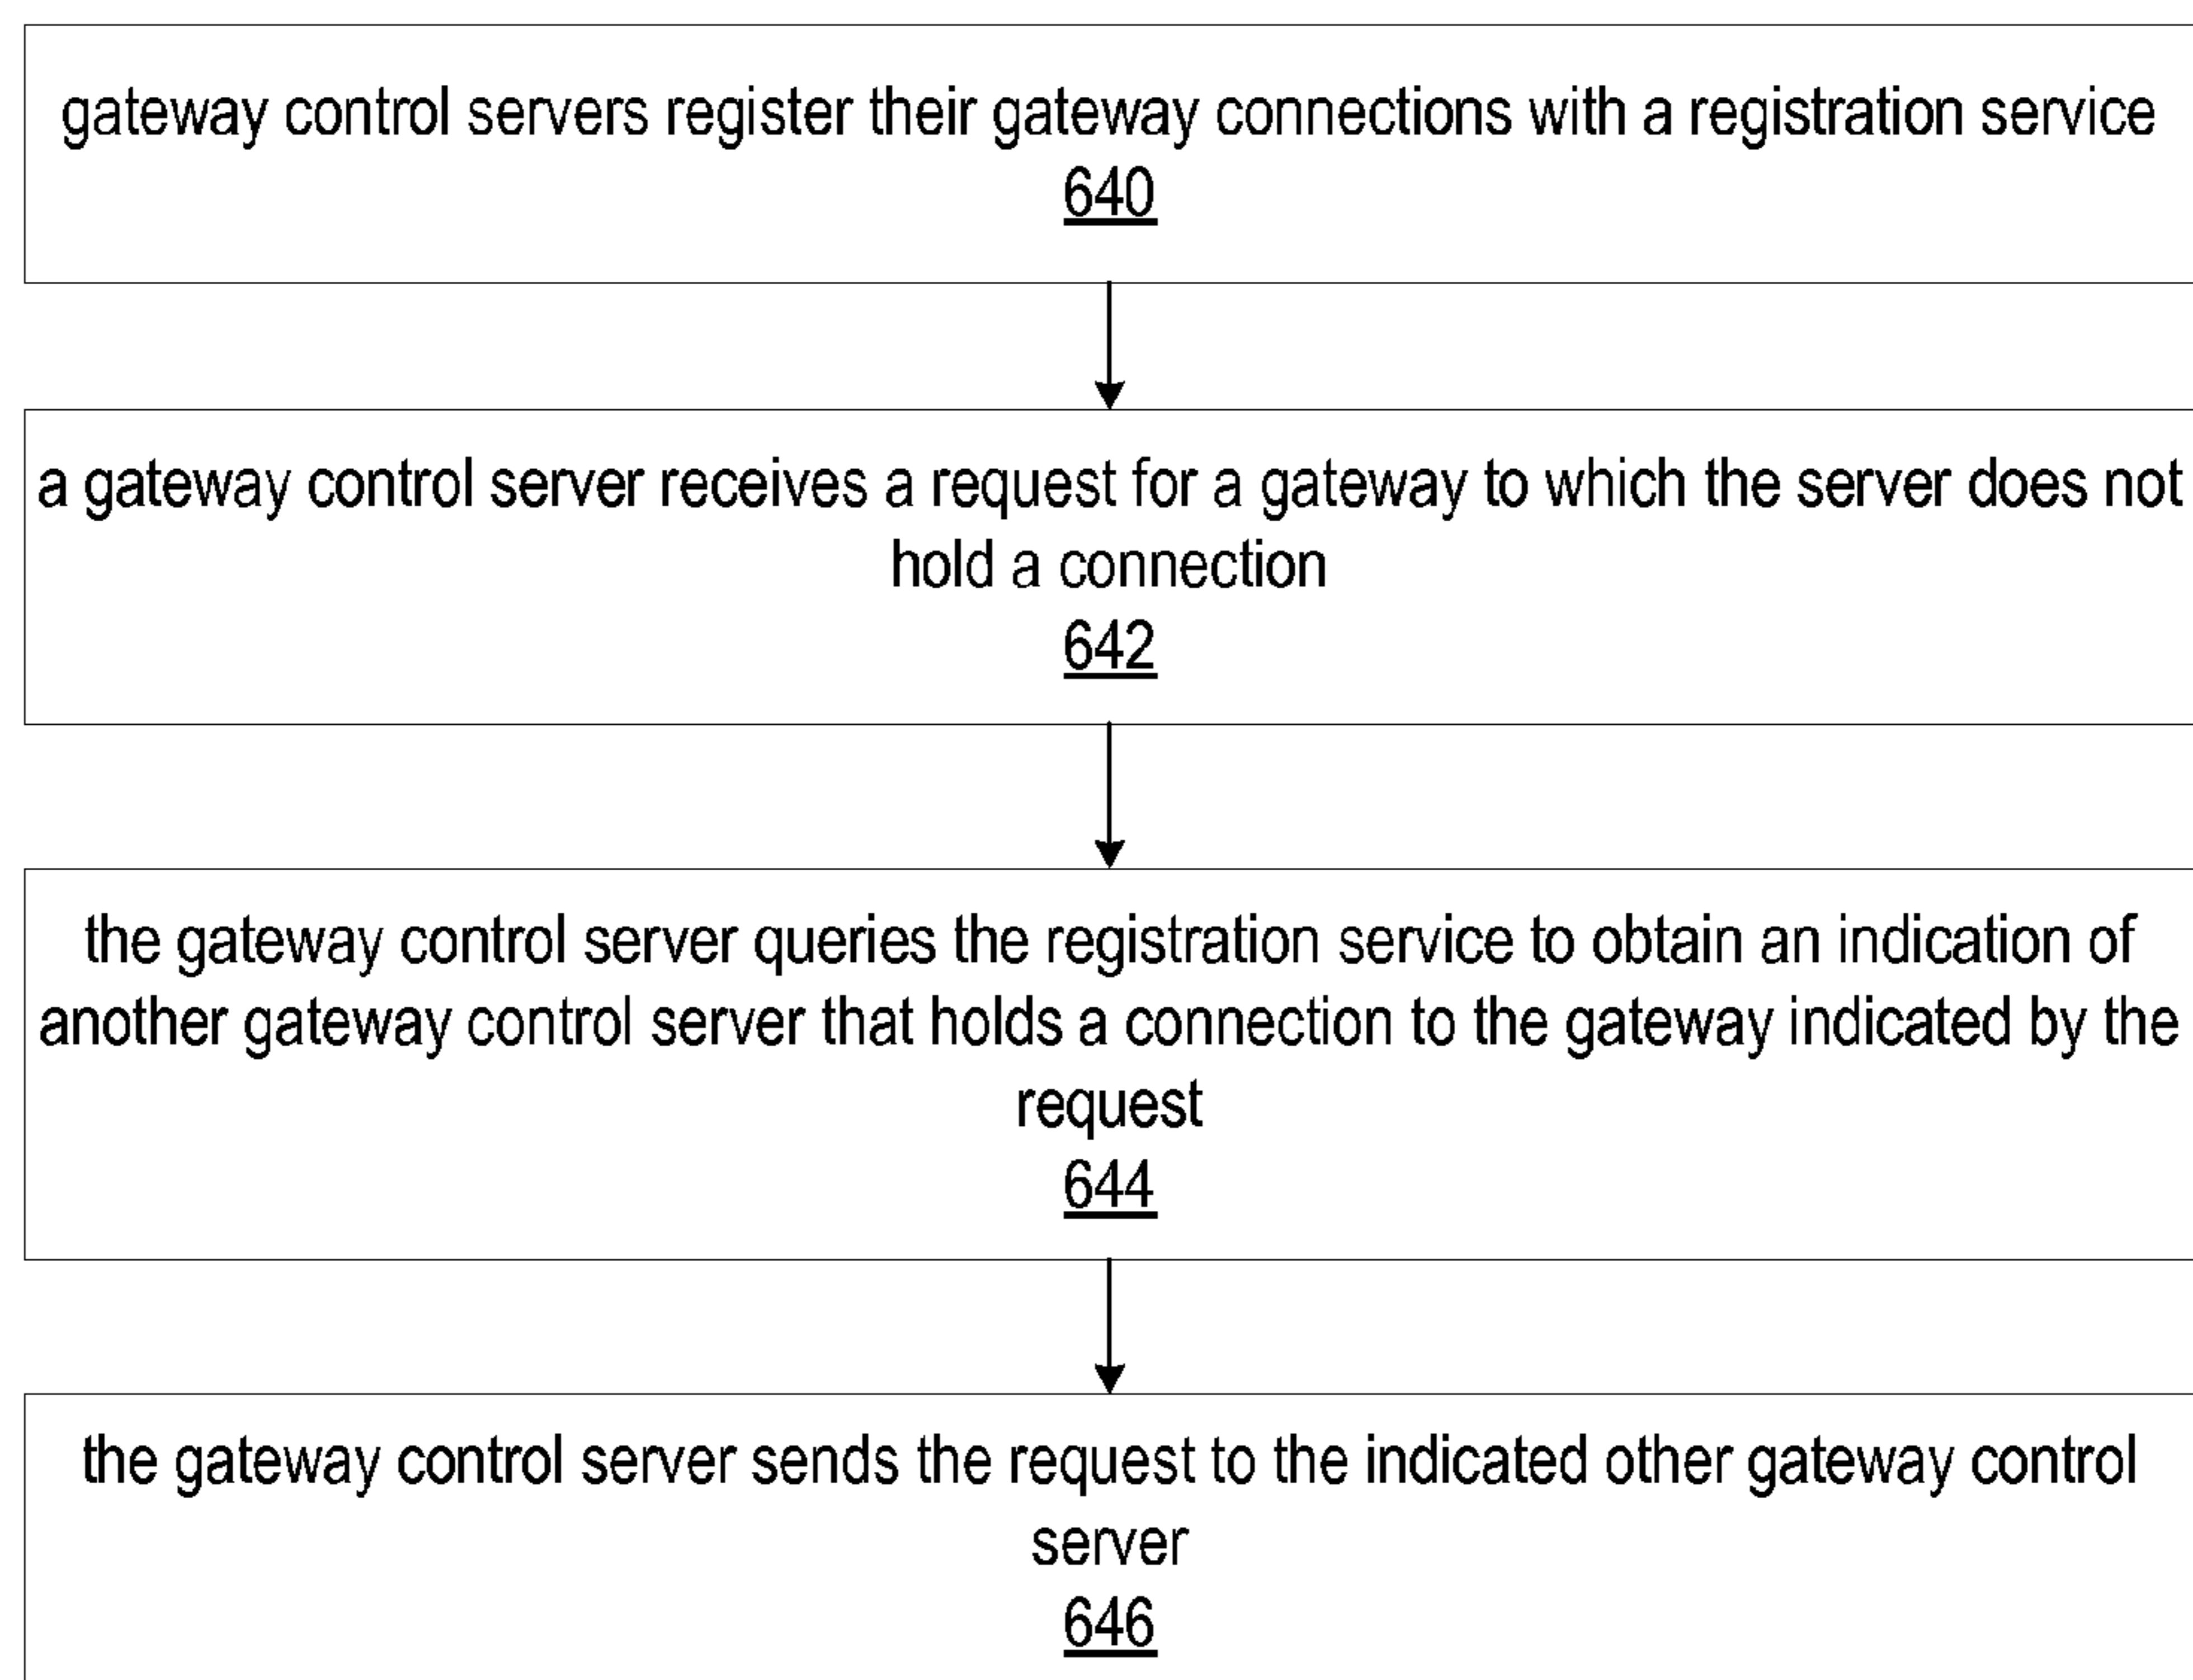 gateway control servers register their gateway connections with a registration service
640
a gateway control server receives a request for a gateway to which the server does not
hold a connection
642
the gateway control server queries the registration service to obtain an indication of
another gateway control server that holds a connection to the gateway indicated by the
request
644
the gateway control server sends the request to the indicated other gateway control
server
646